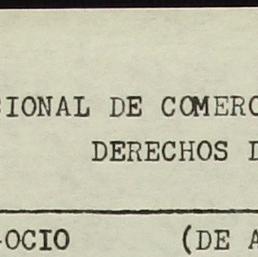 CIONAL DE COMERC
DERECHOS D
OCIO (DE A